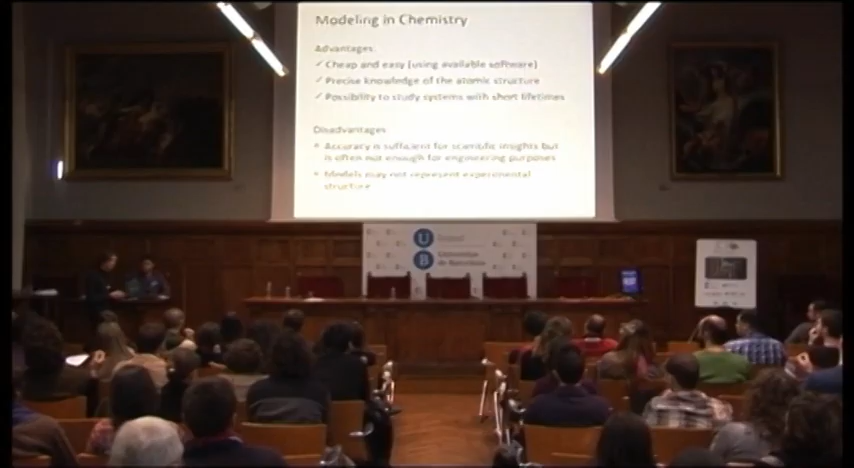 Modeling in Chemistry
Advantages:
✓ Cheap and easy (using available software)
✓ Precise knowledge of the atomic structure
✓ Possibility to study systems with short lifetimes
Disadvantages
Accuracy is sufficient for scientific insights but
is often not enough for engineering purposes
Models may not represent experimental
structure
U
B
Universitat
de Barcelona